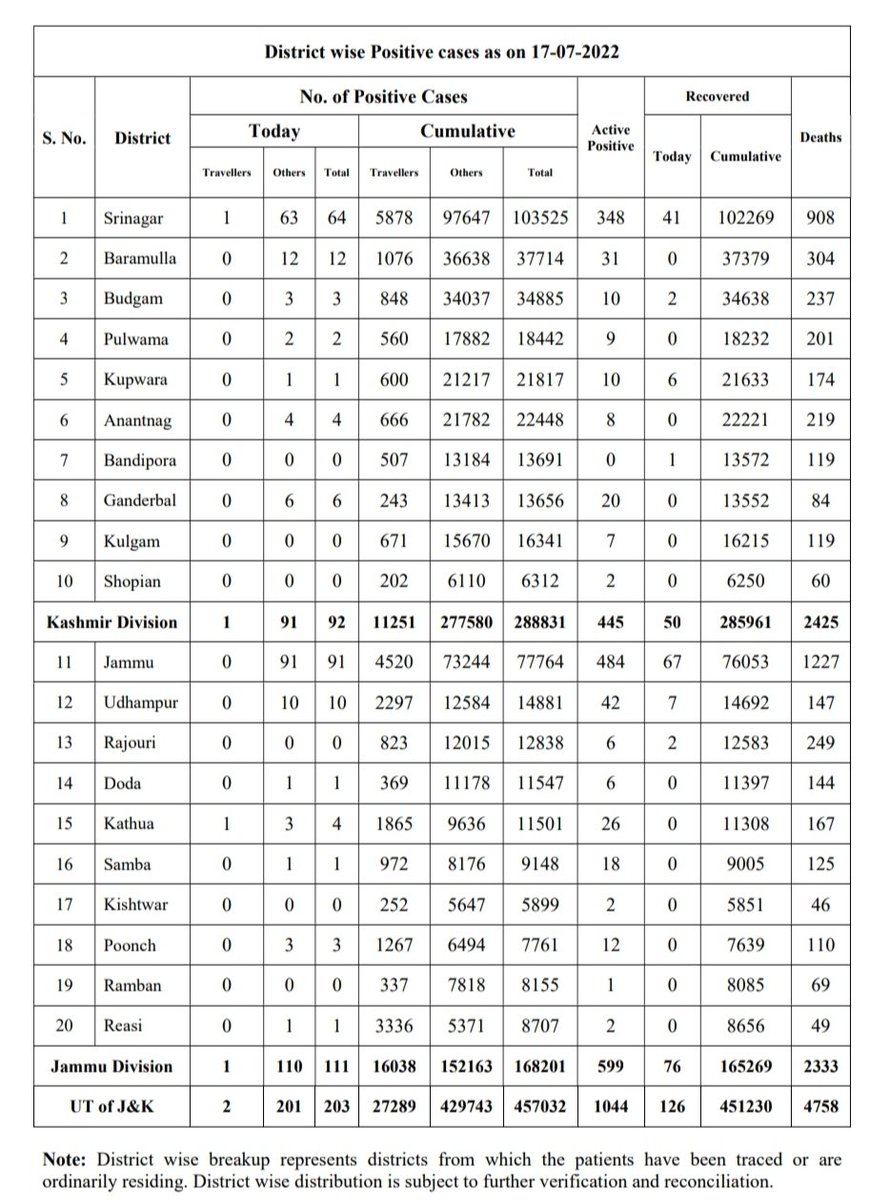 District wise Positive cases as on 17-07-2022
S. No. District No. of Positive Cases Active Positive Recovered Deaths
Today Cumulative Today Cumulative
Travellers Others Total Travellers Others Total
1 Srinagar 1 63 64 5878 97647 103525 348 41 102269 908
2 Baramulla 0 12 12 1076 36638 37714 31 0 37379 304
3 Budgam 0 3 3 848 34037 34885 10 2 34638 237
4 Pulwama 0 2 2 560 17882 18442 9 0 18232 201
5 Kupwara 0 1 1 600 21217 21817 10 6 21633 174
6 Anantnag 0 4 4 666 21782 22448 8 0 22221 219
7 Bandipora 0 0 0 507 13184 13691 0 1 13572 119
8 Ganderbal 0 6 6 243 13413 13656 20 0 13552 84
9 Kulgam 0 0 0 671 15670 16341 7 0 16215 119
10 Shopian 0 0 0 202 6110 6312 2 0 6250 60
Kashmir Division 1 91 92 11251 277580 288831 445 50 285961 2425
11 Jammu 0 91 91 4520 73244 77764 484 67 76053 1227
12 Udhampur 0 10 10 2297 12584 14881 42 7 14692 147
13 Rajouri 0 0 0 823 12015 12838 6 2 12583 249
14 Doda 0 1 1 369 11178 11547 6 0 11397 144
15 Kathua 1 3 4 1865 9636 11501 26 0 11308 167
16 Samba 0 1 1 972 8176 9148 18 0 9005 125
17 Kishtwar 0 0 0 252 5647 5899 2 0 5851 46
18 Poonch 0 3 3 1267 6494 7761 12 0 7639 110
19 Ramban 0 0 0 337 7818 8155 1 0 8085 69
20 Reasi 0 1 1 3336 5371 8707 2 0 8656 49
Jammu Division 1 110 111 16038 152163 168201 599 76 165269 2333
UT of J&K 2 201 203 27289 429743 457032 1044 126 451230 4758
Note: District wise breakup represents districts from which the patients have been traced or are
ordinarily residing. District wise distribution is subject to further verification and reconciliation.